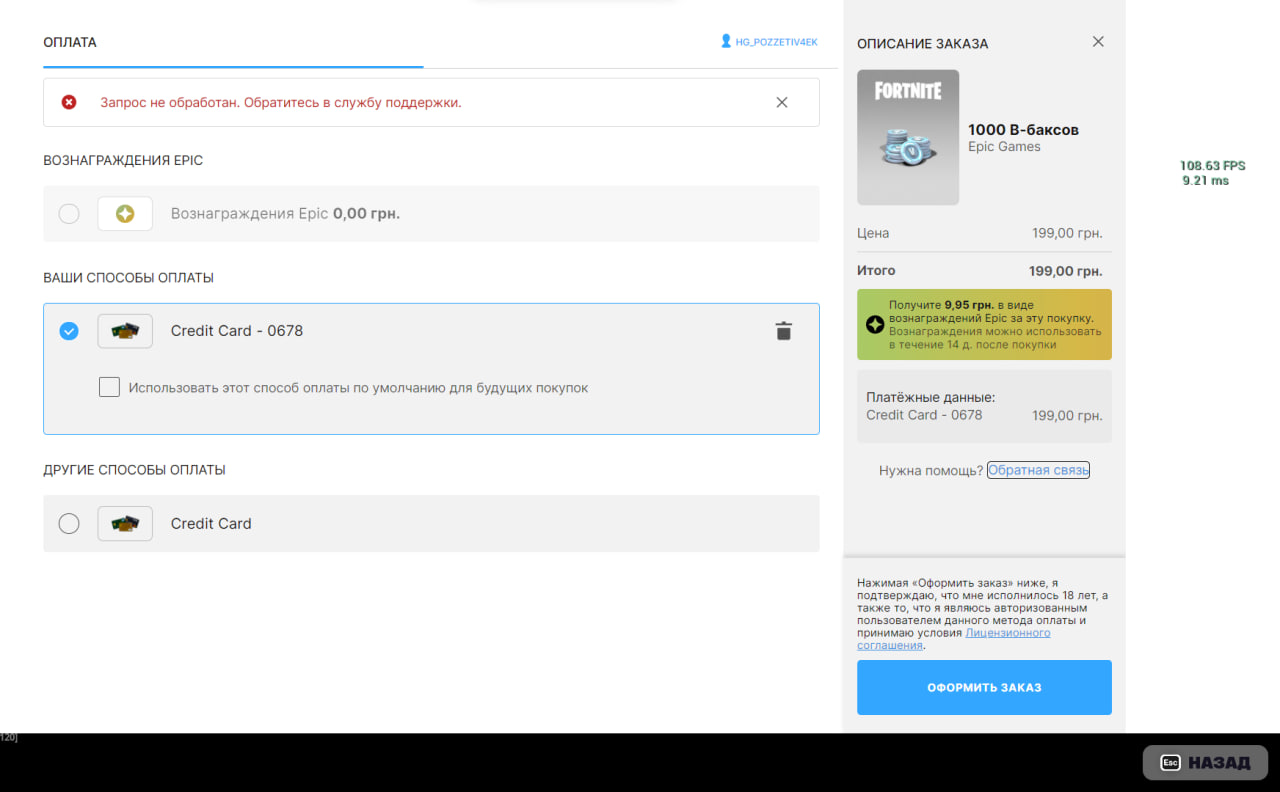 ОПЛАТА
HG_POZZETIV4EK
Запрос не обработан. Обратитесь в службу поддержки.
ВОЗНАГРАЖДЕНИЯ EPIC
Вознаграждения Epic 0,00 грн.
ВАШИ СПОСОБЫ ОПЛАТЫ
Credit Card - 0678
Использовать этот способ оплаты по умолчанию для будущих покупок
ДРУГИЕ СПОСОБЫ ОПЛАТЫ
Credit Card
ОПИСАНИЕ ЗАКАЗА
FORTNITE
1000 В-баксов
Epic Games
Цена 199,00 грн.
Итого 199,00 грн.
Получите 9,95 грн. в виде
вознаграждений Epic за эту покупку.
Вознаграждения можно использовать
в течение 14 д. после покупки
Платёжные данные:
Credit Card - 0678 199,00 грн.
Нужна помощь? Обратная связь
Нажимая «Оформить заказ» ниже, я
подтверждаю, что мне исполнилось 18 лет, а
также то, что я являюсь авторизованным
пользователем данного метода оплаты и
принимаю условия Лицензионного
соглашения.
ОФОРМИТЬ ЗАКАЗ
108.63 FPS
9.21 ms
120]
Esc НАЗАД